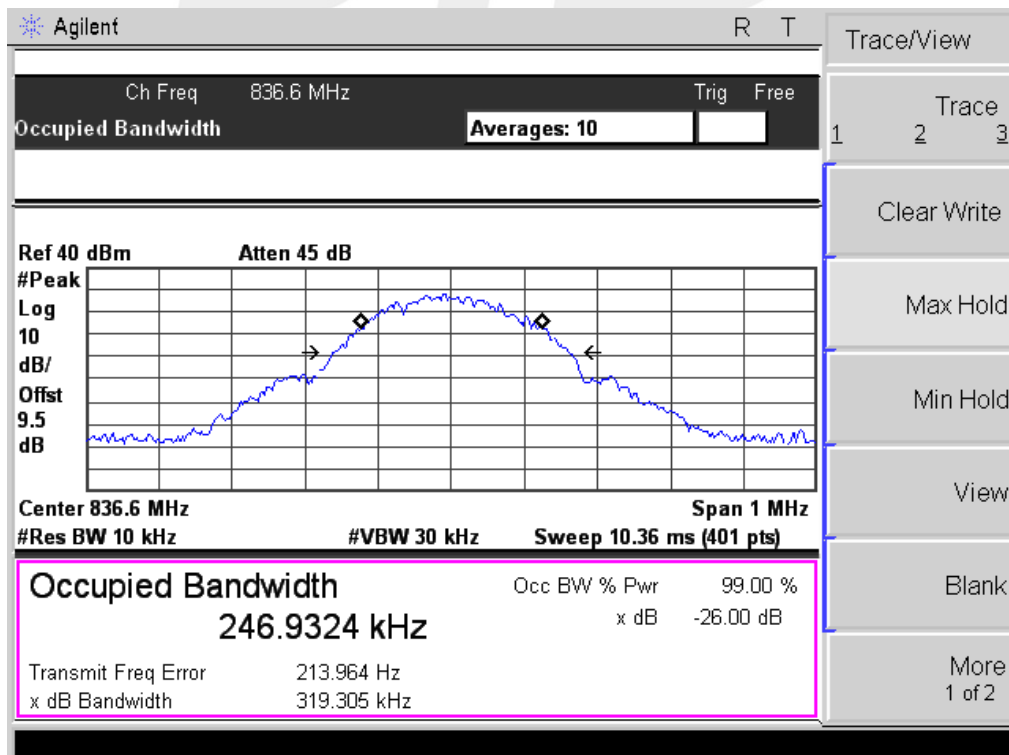 Agilent R T Trace/View
Ch Freq 836.6 MHz Trig Free
Occupied Bandwidth Averages: 10
Trace
1 2 3
Clear Write
Ref 40 dBm Atten 45 dB
#Peak
Log
10
dB/
Offst
9.5
dB
Max Hold
Min Hold
View
Center 836.6 MHz Span 1 MHz
#Res BW 10 kHz #VBW 30 kHz Sweep 10.36 ms (401 pts)
Occupied Bandwidth Occ BW % Pwr 99.00 %
246.9324 kHz x dB -26.00 dB
Transmit Freq Error 213.964 Hz
x dB Bandwidth 319.305 kHz
Blank
More
1 of 2